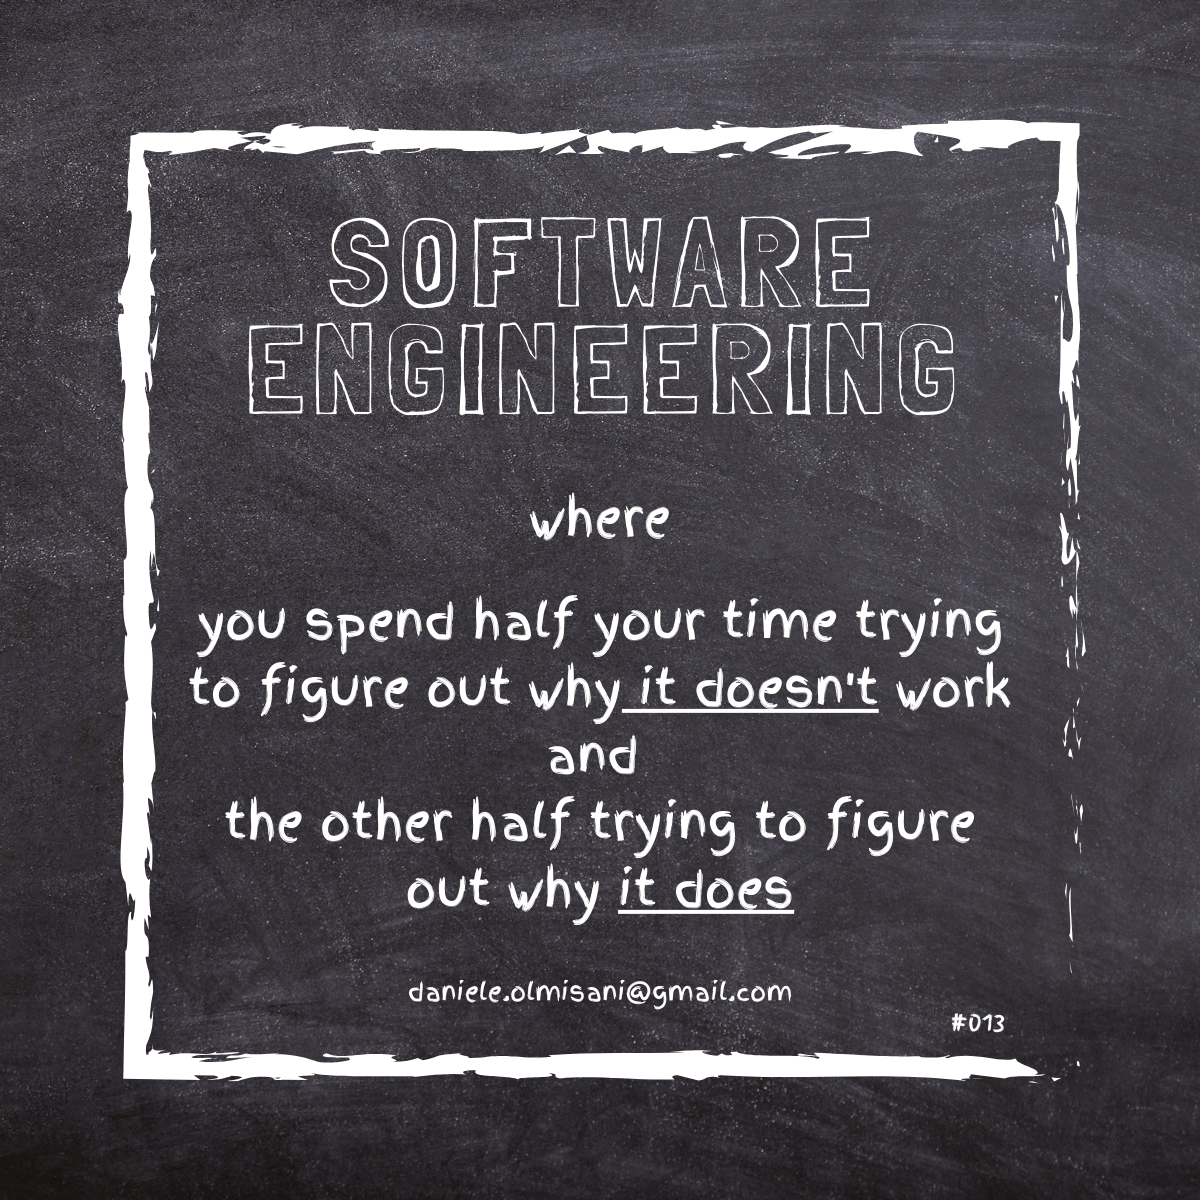 SOFTWARE
ENGINEERING
where
you spend half your time trying
to figure out why it doesn't work
and
the other half trying to figure
out why it does
daniele.olmisani@gmail.com
#013